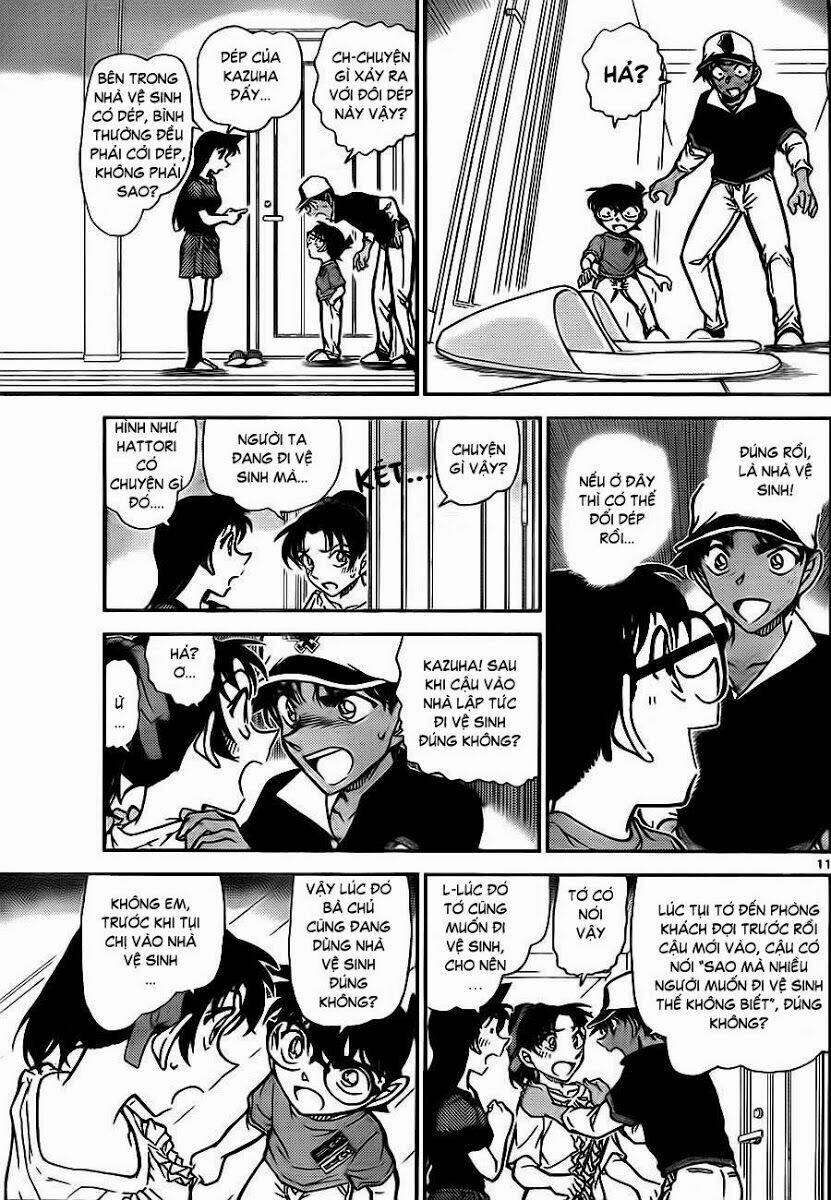 HẢ?
CH-CHUYỆN
GÌ XẢY RA
VỚI ĐÔI DÉP
NÀY VẬY?
DÉP CỦA
KAZUHA
ĐẤY...
BÊN TRONG
NHÀ VỆ SINH
CÓ DÉP, BÌNH
THƯỜNG ĐỀU
PHẢI CỞI DÉP,
KHÔNG PHẢI
SAO?
ĐÚNG RỒI,
LÀ NHÀ VỆ
SINH!
NẾU Ở ĐÂY
THÌ CÓ THỂ
ĐỔI DÉP
RỒI...
CHUYỆN
GÌ VẬY?
KÉT...
NGƯỜI TA
ĐANG ĐI VỆ
SINH MÀ...
HÌNH NHƯ
HATTORI
CÓ
CHUYỆN GÌ
ĐÓ....
KAZUHA! SAU
KHI CẬU VÀO
NHÀ LẬP TỨC
ĐI VỆ SINH
ĐÚNG KHÔNG?
HẢ?
Ơ...
Ừ
...
11
LÚC TỤI TỚ ĐẾN PHÒNG
KHÁCH ĐỢI TRƯỚC RỒI
CẬU MỚI VÀO, CẬU CÓ
NÓI "SAO MÀ NHIỀU
NGƯỜI MUỐN ĐI VỆ SINH
THẾ KHÔNG BIẾT", ĐÚNG
KHÔNG?
TỚ CÓ
NÓI
VẬY
L-LÚC ĐÓ
TỚ CŨNG
MUỐN ĐI
VỆ SINH,
CHO NÊN
...
VẬY LÚC ĐÓ
BÀ CHỦ
CŨNG ĐANG
DÙNG NHÀ
VỆ SINH
ĐÚNG
KHÔNG?
KHÔNG EM,
TRƯỚC KHI TỤI
CHỊ VÀO NHÀ
VỆ SINH
...